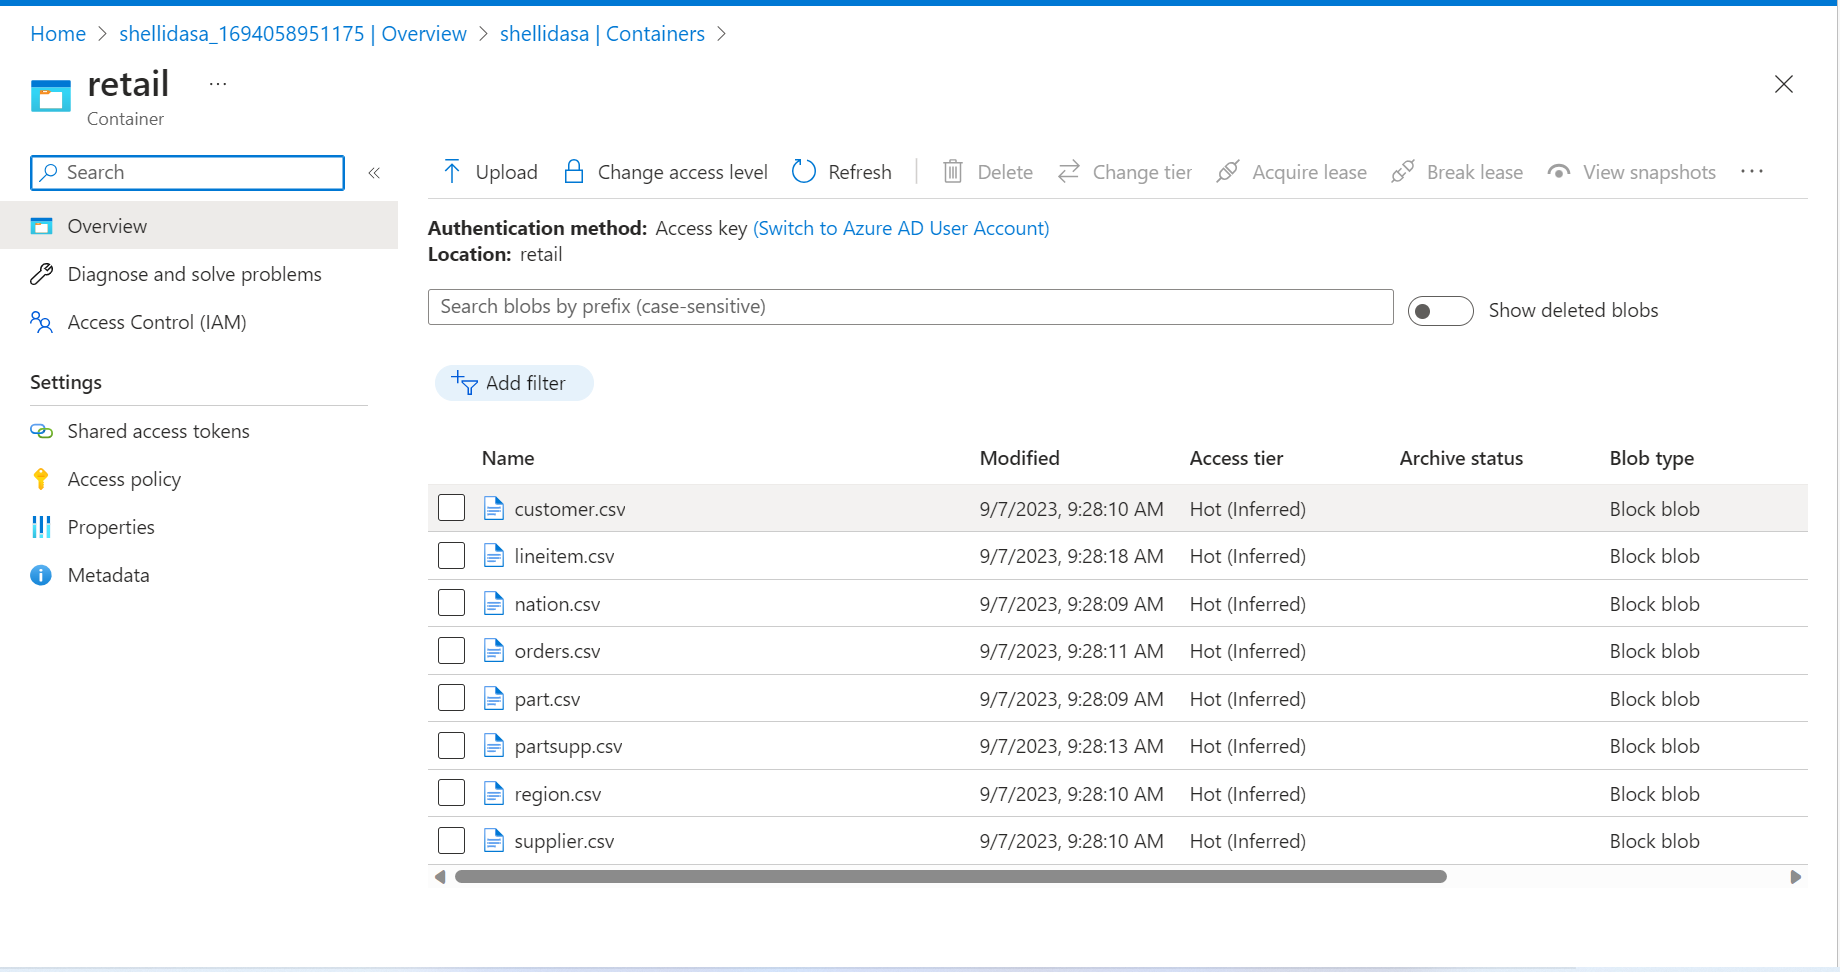 Home > shellidasa_1694058951175 | Overview > shellidasa | Containers >
retail ...
Container
Search «
Overview
Diagnose and solve problems
Access Control (IAM)
Settings
Shared access tokens
Access policy
Properties
Metadata
Upload Change access level Refresh Delete Change tier Acquire lease Break lease View snapshots ...
Authentication method: Access key (Switch to Azure AD User Account)
Location: retail
Search blobs by prefix (case-sensitive) Show deleted blobs
Add filter
Name Modified Access tier Archive status Blob type
customer.csv 9/7/2023, 9:28:10 AM Hot (Inferred) Block blob
lineitem.csv 9/7/2023, 9:28:18 AM Hot (Inferred) Block blob
nation.csv 9/7/2023, 9:28:09 AM Hot (Inferred) Block blob
orders.csv 9/7/2023, 9:28:11 AM Hot (Inferred) Block blob
part.csv 9/7/2023, 9:28:09 AM Hot (Inferred) Block blob
partsupp.csv 9/7/2023, 9:28:13 AM Hot (Inferred) Block blob
region.csv 9/7/2023, 9:28:10 AM Hot (Inferred) Block blob
supplier.csv 9/7/2023, 9:28:10 AM Hot (Inferred) Block blob